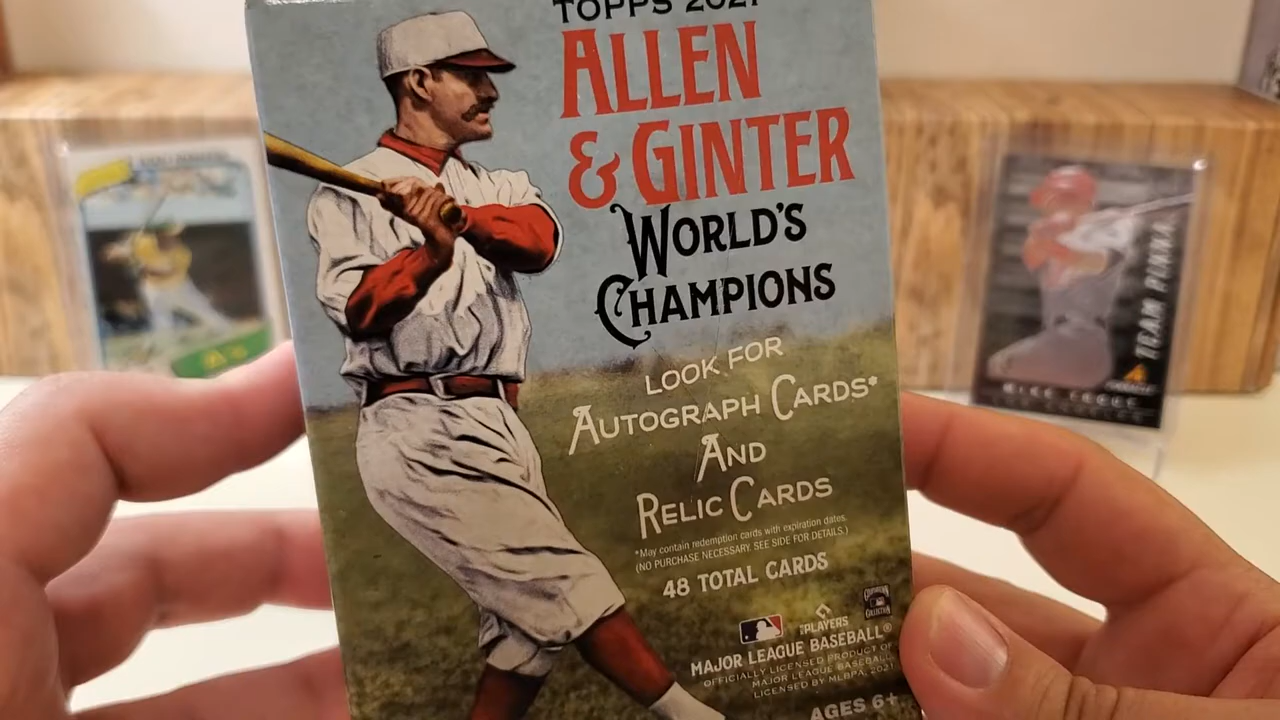 TOPPS 2021
ALLEN
& GINTER
WORLD'S
CHAMPIONS
LOOK FOR
AUTOGRAPH CARDS*
AND
RELIC CARDS
*May contain redemption cards with expiration dates.
(NO PURCHASE NECESSARY. SEE SIDE FOR DETAILS.)
48 TOTAL CARDS
PLAYERS
MAJOR LEAGUE BASEBALL®
OFFICIALLY LICENSED PRODUCT OF
MAJOR LEAGUE BASEBALL
LICENSED BY MLBPA, 2021
AGES 6+
A's
TEAM PINNA
PINNACLE